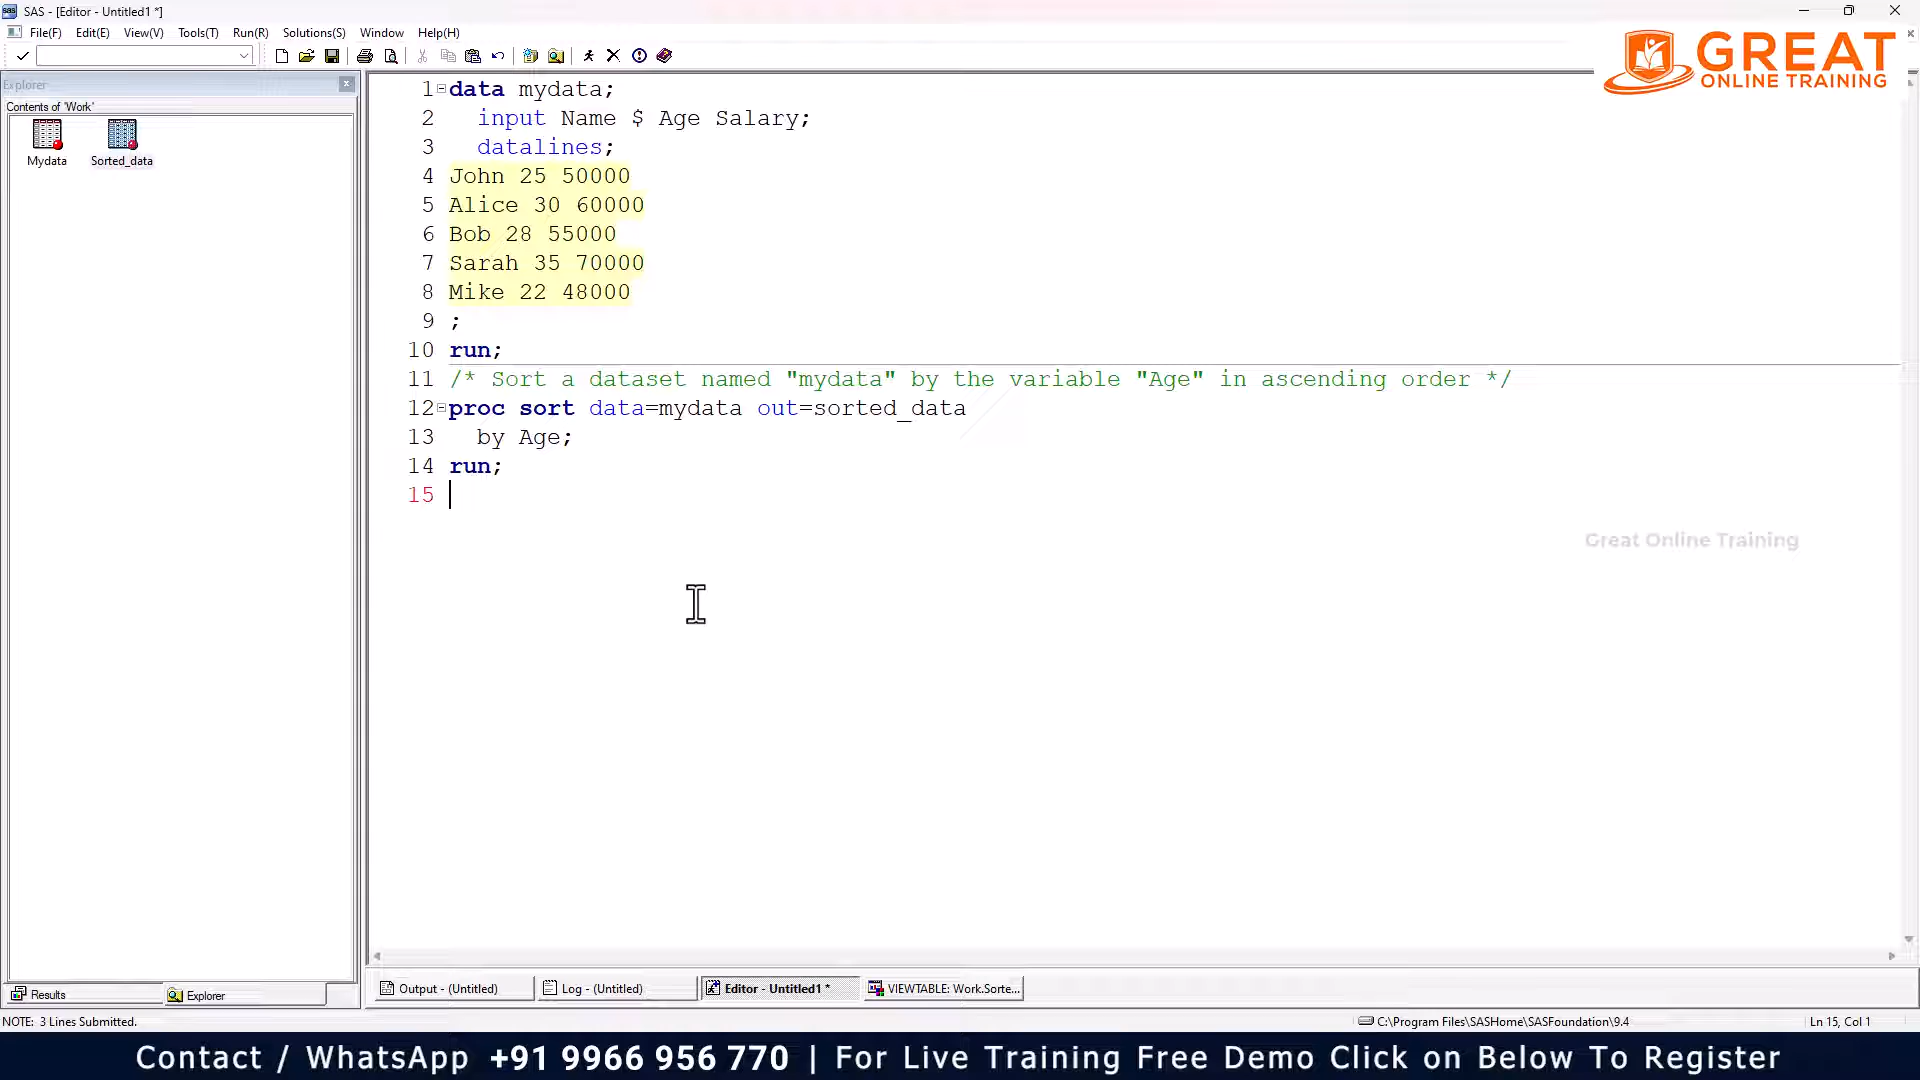 SAS - [Editor - Untitled1 *]
File(F) Edit(E) View(V) Tools(T) Run(R) Solutions(S) Window Help(H)
GREAT
ONLINE TRAINING
Explorer
Contents of 'Work'
Mydata Sorted_data
1 data mydata;
2 input Name $ Age Salary;
3 datalines;
4 John 25 50000
5 Alice 30 60000
6 Bob 28 55000
7 Sarah 35 70000
8 Mike 22 48000
9 ;
10 run;
11 /* Sort a dataset named "mydata" by the variable "Age" in ascending order */
12 proc sort data=mydata out=sorted_data
13 by Age;
14 run;
15
Great Online Training
Results Explorer
Output - (Untitled) Log - (Untitled) Editor - Untitled1 * VIEWTABLE: Work.Sorte...
NOTE: 3 Lines Submitted. C:\Program Files\SASHome\SASFoundation\9.4 Ln 15, Col 1
Contact / WhatsApp +91 9966 956 770 | For Live Training Free Demo Click on Below To Register